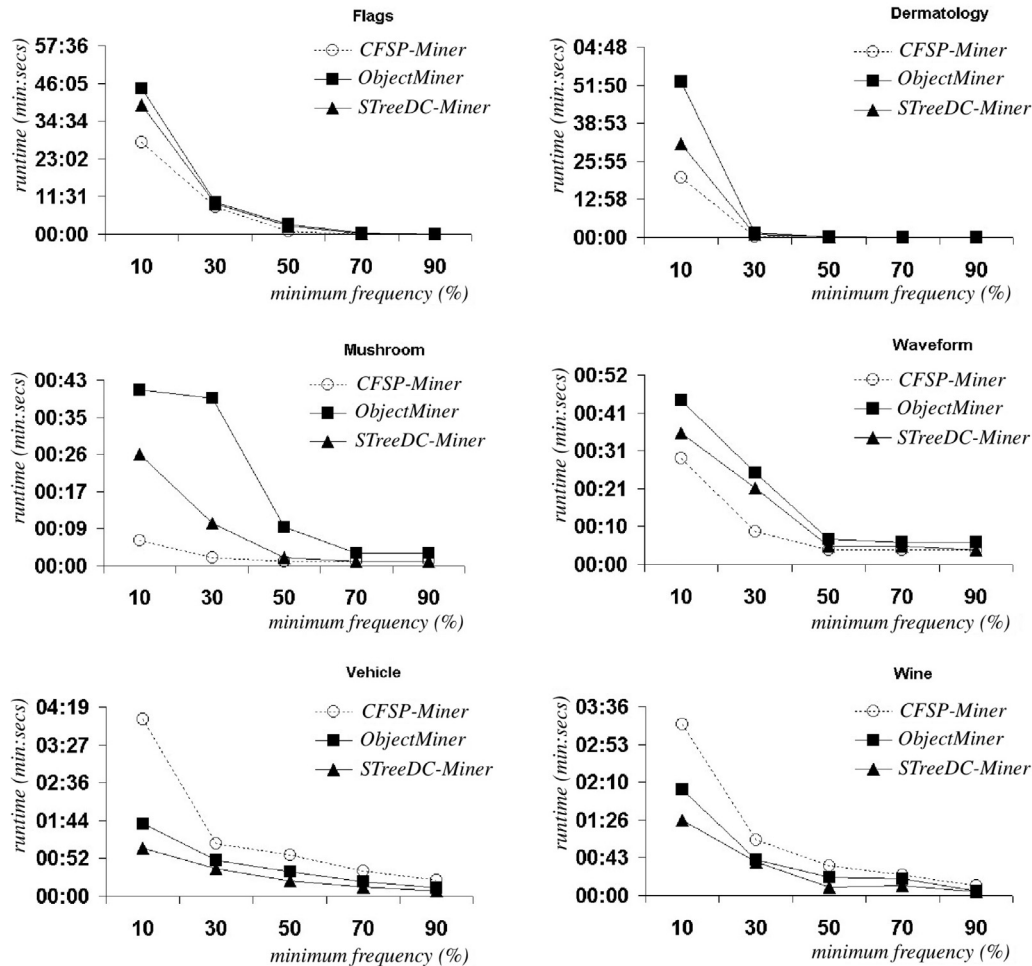 Flags
runtime (min:secs)
57:36
46:05
34:34
23:02
11:31
00:00
CFSP-Miner
ObjectMiner
STreeDC-Miner
10 30 50 70 90
minimum frequency (%)
Dermatology
runtime (min:secs)
04:48
51:50
38:53
25:55
12:58
00:00
CFSP-Miner
ObjectMiner
STreeDC-Miner
10 30 50 70 90
minimum frequency (%)
Mushroom
runtime (min:secs)
00:43
00:35
00:26
00:17
00:09
00:00
CFSP-Miner
ObjectMiner
STreeDC-Miner
10 30 50 70 90
minimum frequency (%)
Waveform
runtime (min:secs)
00:52
00:41
00:31
00:21
00:10
00:00
CFSP-Miner
ObjectMiner
STreeDC-Miner
10 30 50 70 90
minimum frequency (%)
Vehicle
runtime (min:secs)
04:19
03:27
02:36
01:44
00:52
00:00
CFSP-Miner
ObjectMiner
STreeDC-Miner
10 30 50 70 90
minimum frequency (%)
Wine
runtime (min:secs)
03:36
02:53
02:10
01:26
00:43
00:00
CFSP-Miner
ObjectMiner
STreeDC-Miner
10 30 50 70 90
minimum frequency (%)